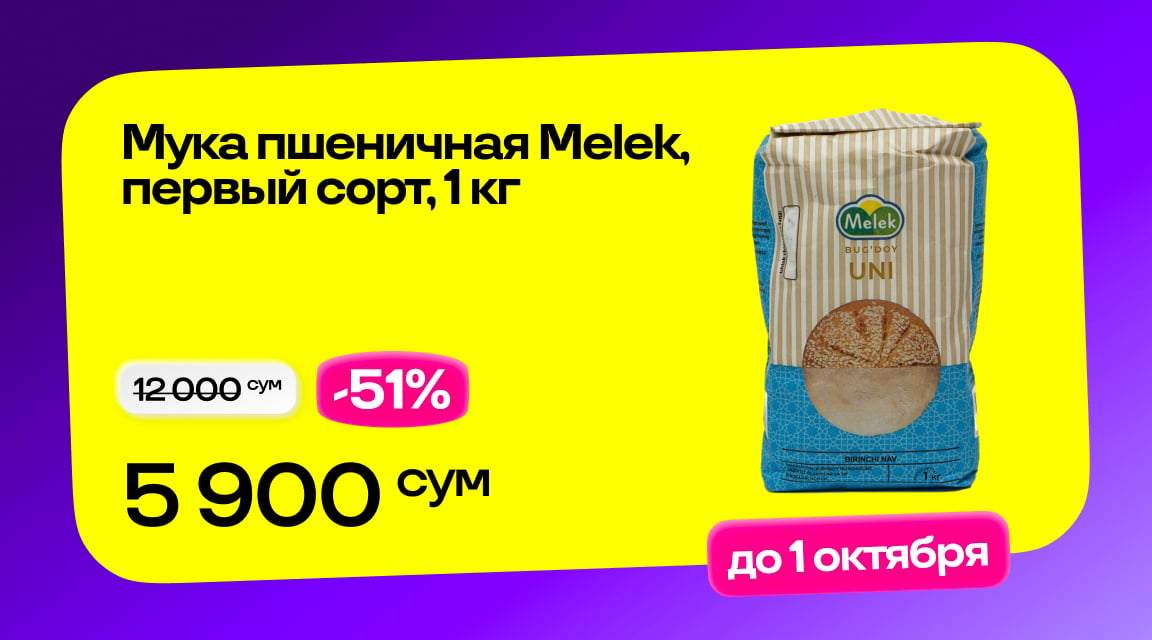 Мука пшеничная Melek,
первый сорт, 1 кг
12 000 сум
-51%
5 900 сум
Melek
BUG'DOY
UNI
BIRINCHI NAV
1 кг
до 1 октября